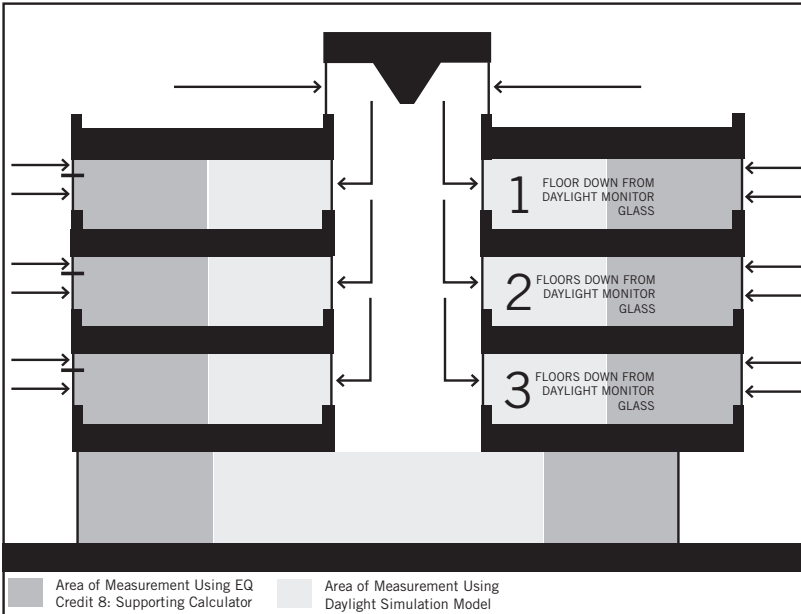 1 FLOOR DOWN FROM
DAYLIGHT MONITOR
GLASS
2 FLOORS DOWN FROM
DAYLIGHT MONITOR
GLASS
3 FLOORS DOWN FROM
DAYLIGHT MONITOR
GLASS
Area of Measurement Using EQ
Credit 8: Supporting Calculator
Area of Measurement Using
Daylight Simulation Model